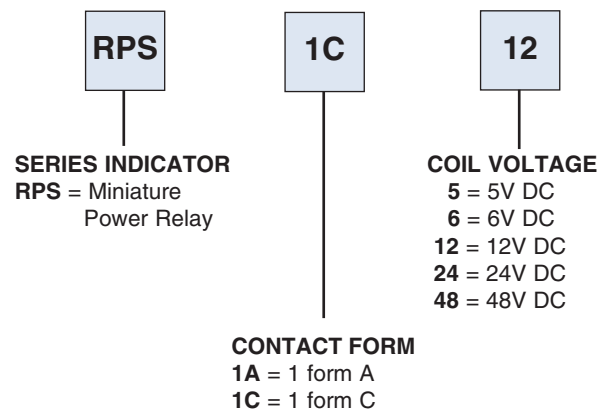 RPS 1C 12
SERIES INDICATOR
RPS = Miniature
Power Relay
CONTACT FORM
1A = 1 form A
1C = 1 form C
COIL VOLTAGE
5 = 5V DC
6 = 6V DC
12 = 12V DC
24 = 24V DC
48 = 48V DC